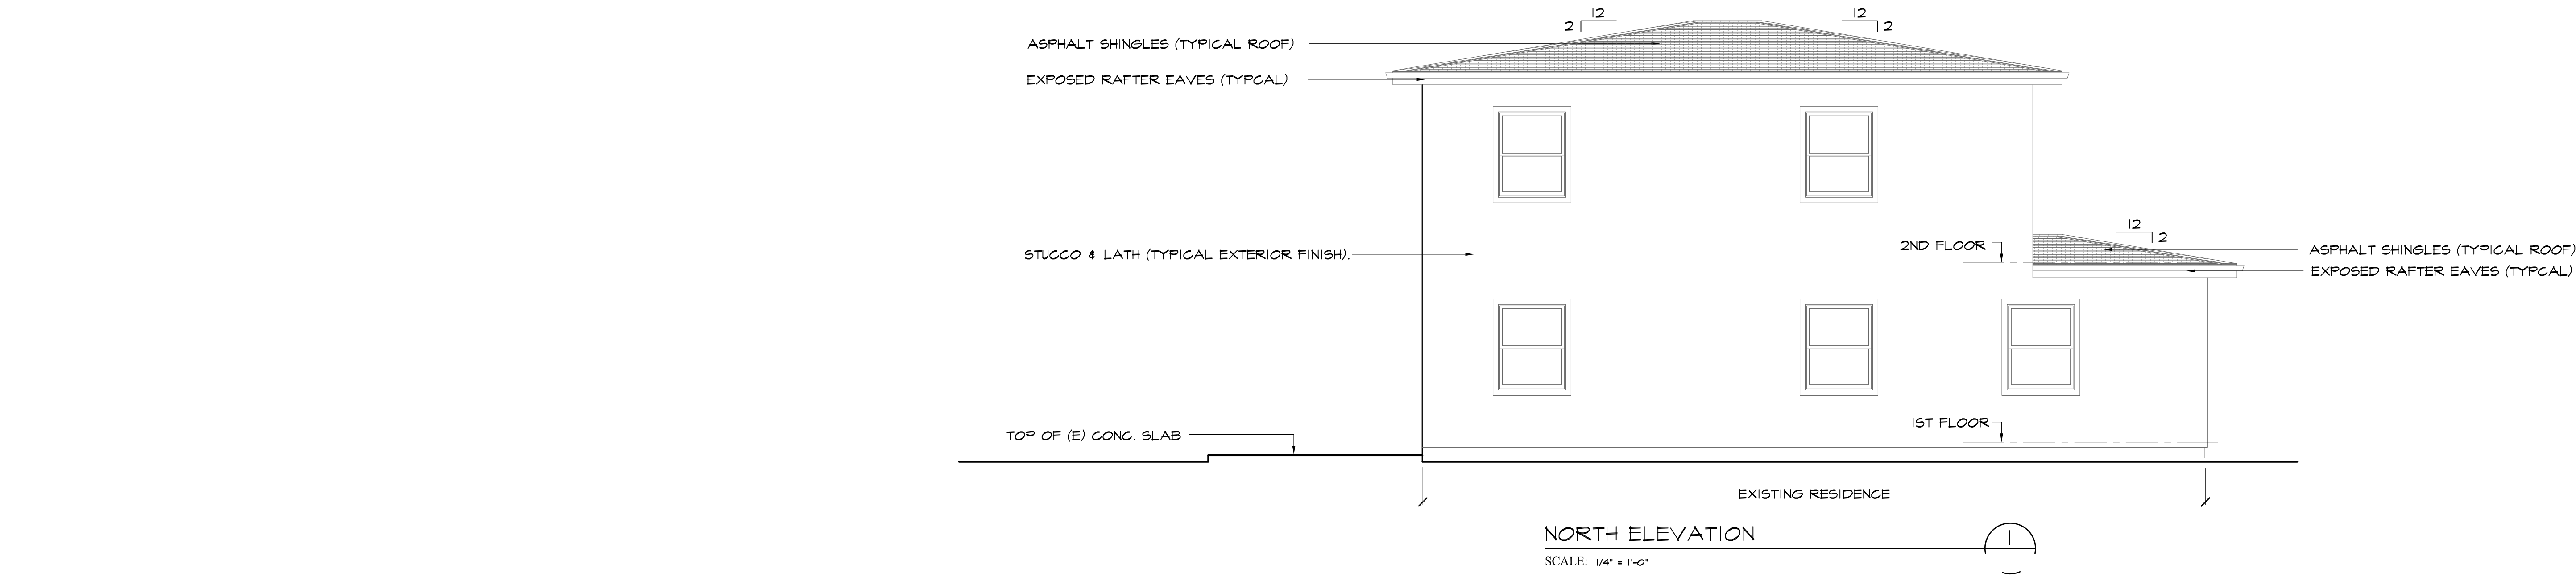 12
2
12
2
ASPHALT SHINGLES (TYPICAL ROOF)
EXPOSED RAFTER EAVES (TYPCAL)
12
2
2ND FLOOR
ASPHALT SHINGLES (TYPICAL ROOF)
STUCCO & LATH (TYPICAL EXTERIOR FINISH).
EXPOSED RAFTER EAVES (TYPCAL)
1ST FLOOR
TOP OF (E) CONC. SLAB
EXISTING RESIDENCE
NORTH ELEVATION
1
SCALE: 1/4" = 1'-0"